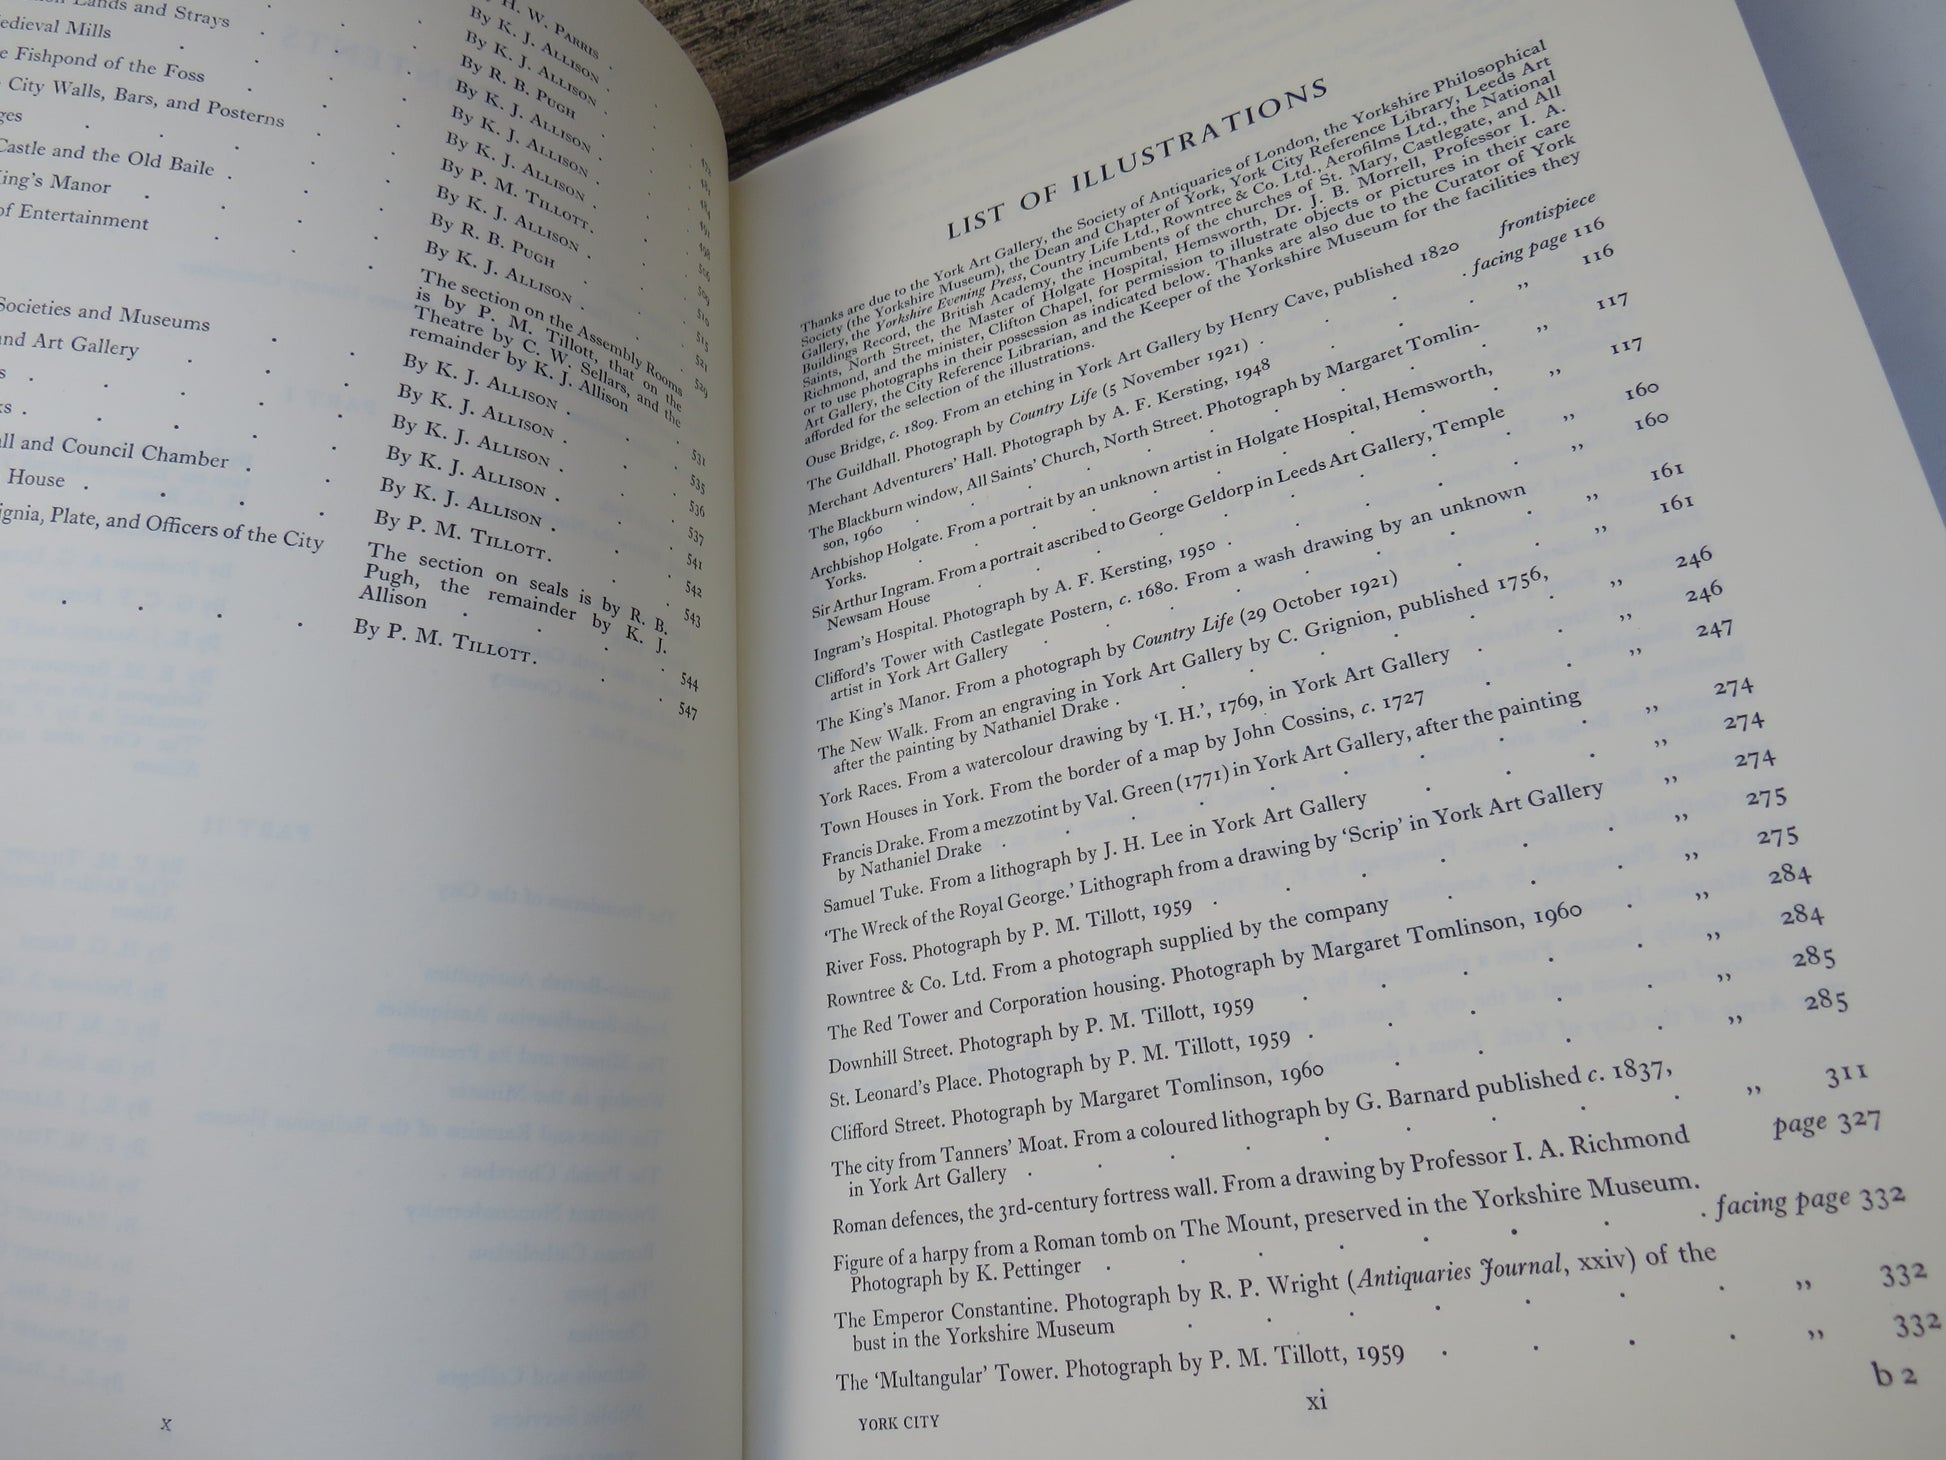 Lands and Strays
Medieval Mills
Fishpond of the Foss
City Walls, Bars, and Posterns
Castle and the Old Baile
King's Manor
of Entertainment
Societies and Museums
and Art Gallery
and Council Chamber
House
Plate, and Officers of the City
H. W. PARRIS
By K. J. ALLISON
By K. J. ALLISON
By R. B. PUGH
By K. J. ALLISON
By K. J. ALLISON
By K. J. ALLISON
By P. M. TILLOTT
By K. J. ALLISON
By R. B. PUGH
By K. J. ALLISON
The section on the Assembly Rooms
is by P. M. Tillott, that on the
Theatre by C. W. Sellars, and the
remainder by K. J. Allison
By K. J. ALLISON
By K. J. ALLISON
By K. J. ALLISON
By K. J. ALLISON
By K. J. ALLISON
By P. M. TILLOTT
The section on seals is by R. B.
Pugh, the remainder by K. J.
Allison
By P. M. TILLOTT
498
506
509
510
515
521
529
531
535
536
537
541
542
543
544
547
x
LIST OF ILLUSTRATIONS
Thanks are due to the York Art Gallery, the Society of Antiquaries of London, the Yorkshire Philosophical
Society (the Yorkshire Museum), the Dean and Chapter of York, York City Reference Library, Leeds Art
Gallery, the Yorkshire Evening Press, Country Life Ltd., Rowntree & Co. Ltd., Aerofilms Ltd., the National
Buildings Record, the British Academy, the incumbents of the churches of St. Mary, Castlegate, and All
Saints, North Street, the Master of Holgate Hospital, Hemsworth, Dr. J. B. Morrell, Professor I. A.
Richmond, and the minister, Clifton Chapel, for permission to illustrate objects or pictures in their care
or to use photographs in their possession as indicated below. Thanks are also due to the Curator of York
Art Gallery, the City Reference Librarian, and the Keeper of the Yorkshire Museum for the facilities they
afforded for the selection of the illustrations.
Ouse Bridge, c. 1809. From an etching in York Art Gallery by Henry Cave, published 1820 frontispiece
The Guildhall. Photograph by Country Life (5 November 1921) . . . facing page 116
Merchant Adventurers' Hall. Photograph by A. F. Kersting, 1948 . . . ,, 116
The Blackburn window, All Saints' Church, North Street. Photograph by Margaret Tomlin-
son, 1960 . . . ,, 117
Archbishop Holgate. From a portrait by an unknown artist in Holgate Hospital, Hemsworth,
Yorks. . . . ,, 117
Sir Arthur Ingram. From a portrait ascribed to George Geldorp in Leeds Art Gallery, Temple
Newsam House . . . ,, 160
Ingram's Hospital. Photograph by A. F. Kersting, 1950 . . . ,, 160
Clifford's Tower with Castlegate Postern, c. 1680. From a wash drawing by an unknown
artist in York Art Gallery . . . ,, 161
The King's Manor. From a photograph by Country Life (29 October 1921) . . . ,, 161
The New Walk. From an engraving in York Art Gallery by C. Grignion, published 1756,
after the painting by Nathaniel Drake . . . ,, 246
York Races. From a watercolour drawing by 'I. H.', 1769, in York Art Gallery . . . ,, 246
Town Houses in York. From the border of a map by John Cossins, c. 1727 . . . ,, 247
Francis Drake. From a mezzotint by Val. Green (1771) in York Art Gallery, after the painting
by Nathaniel Drake . . . ,, 274
Samuel Tuke. From a lithograph by J. H. Lee in York Art Gallery . . . ,, 274
'The Wreck of the Royal George.' Lithograph from a drawing by 'Scrip' in York Art Gallery ,, 274
River Foss. Photograph by P. M. Tillott, 1959 . . . ,, 275
Rowntree & Co. Ltd. From a photograph supplied by the company . . . ,, 275
The Red Tower and Corporation housing. Photograph by Margaret Tomlinson, 1960 . ,, 284
Downhill Street. Photograph by P. M. Tillott, 1959 . . . ,, 284
St. Leonard's Place. Photograph by P. M. Tillott, 1959 . . . ,, 285
Clifford Street. Photograph by Margaret Tomlinson, 1960 . . . ,, 285
The city from Tanners' Moat. From a coloured lithograph by G. Barnard published c. 1837,
in York Art Gallery . . . ,, 311
Roman defences, the 3rd-century fortress wall. From a drawing by Professor I. A. Richmond page 327
Figure of a harpy from a Roman tomb on The Mount, preserved in the Yorkshire Museum.
Photograph by K. Pettinger . . . facing page 332
The Emperor Constantine. Photograph by R. P. Wright (Antiquaries Journal, xxiv) of the
bust in the Yorkshire Museum . . . ,, 332
The 'Multangular' Tower. Photograph by P. M. Tillott, 1959 . . . ,, 332
YORK CITY
xi
b 2